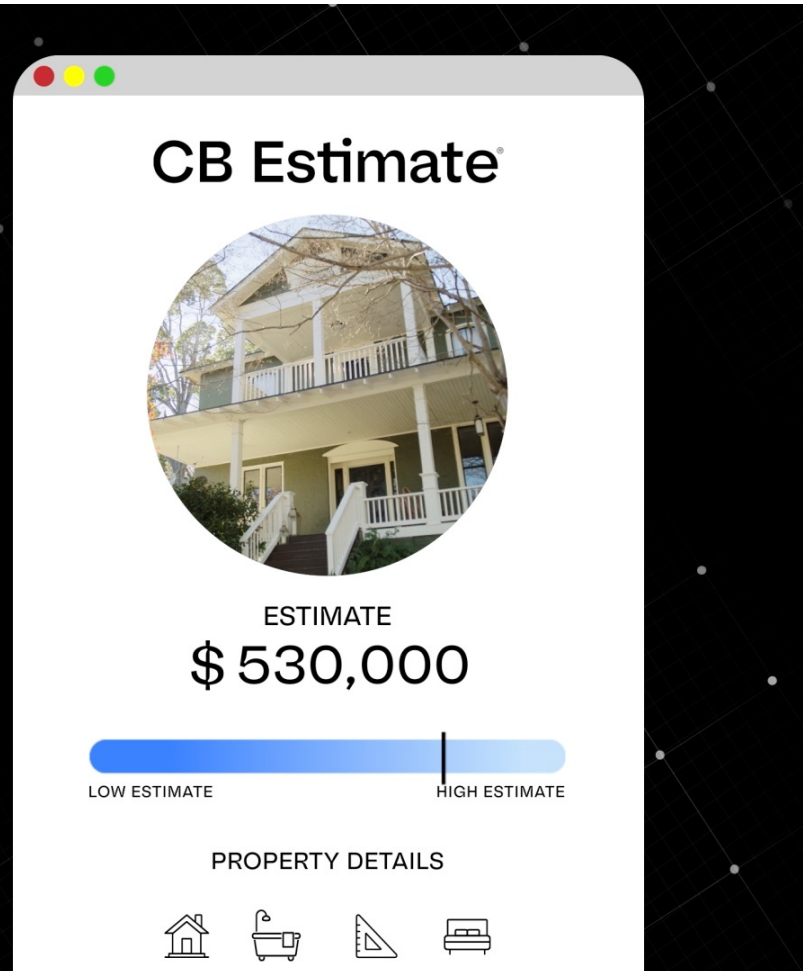 CB Estimate®
ESTIMATE
$ 530,000
LOW ESTIMATE HIGH ESTIMATE
PROPERTY DETAILS